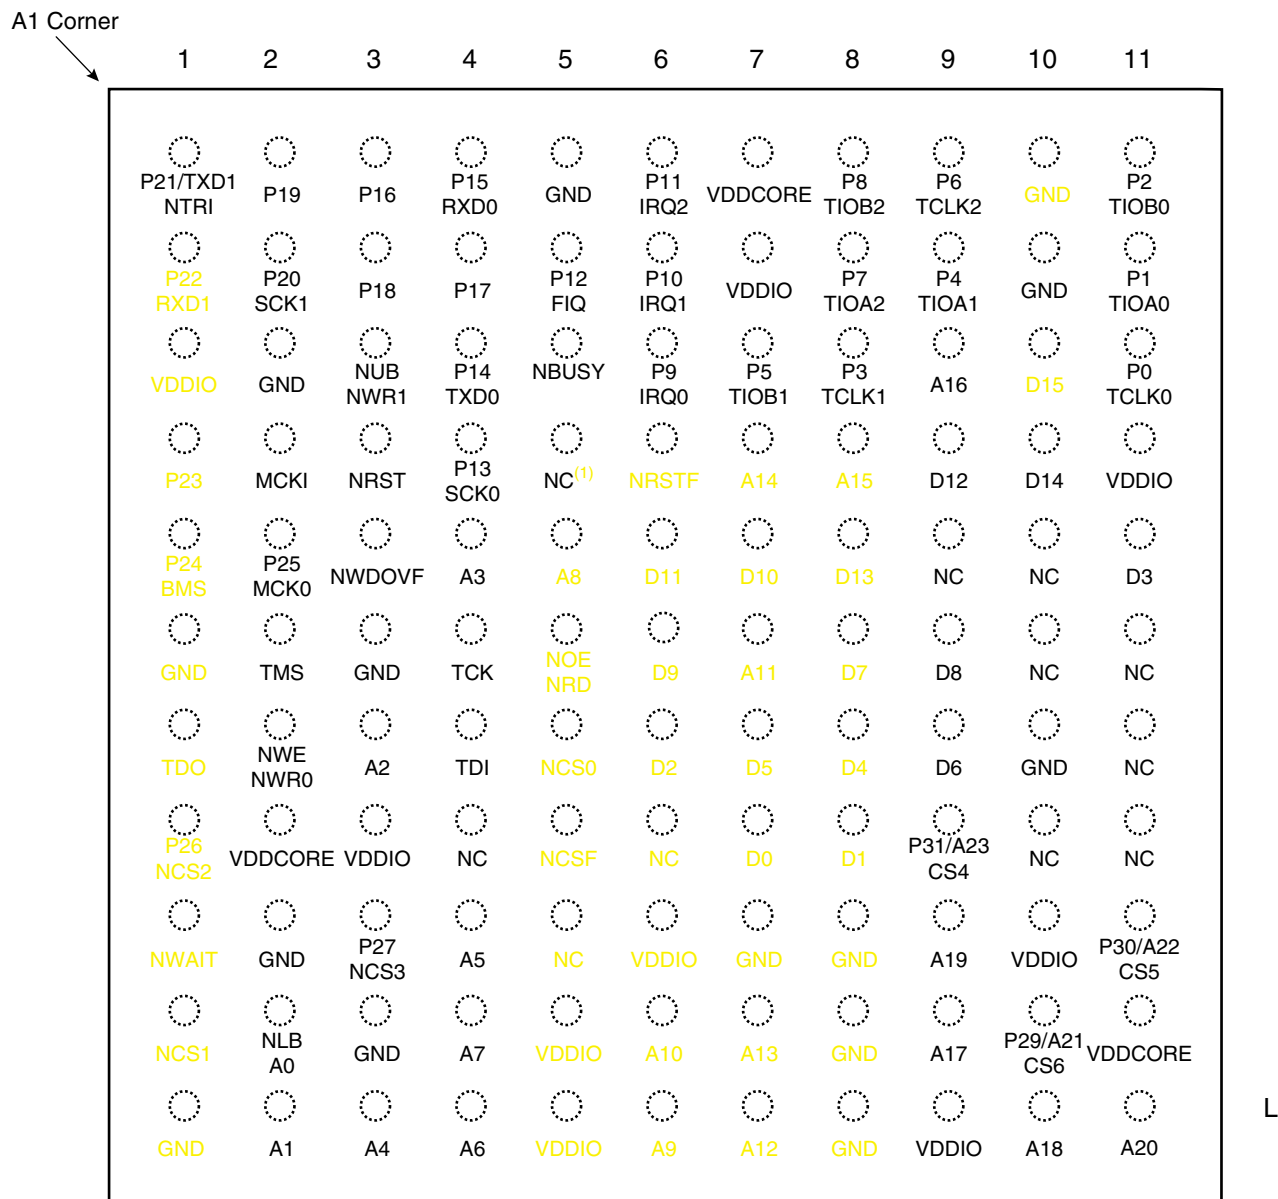 A1 Corner
1 2 3 4 5 6 7 8 9 10 11
P21/TXD1 NTRI P19 P16 P15 RXD0 GND P11 IRQ2 VDDCORE P8 TIOB2 P6 TCLK2 GND P2 TIOB0
P22 RXD1 P20 SCK1 P18 P17 P12 FIQ P10 IRQ1 VDDIO P7 TIOA2 P4 TIOA1 GND P1 TIOA0
VDDIO GND NUB NWR1 P14 TXD0 NBUSY P9 IRQ0 P5 TIOB1 P3 TCLK1 A16 D15 P0 TCLK0
P23 MCKI NRST P13 SCK0 NC(1) NRSTF A14 A15 D12 D14 VDDIO
P24 BMS P25 MCK0 NWDOVF A3 A8 D11 D10 D13 NC NC D3
GND TMS GND TCK NOE NRD D9 A11 D7 D8 NC NC
TDO NWE NWR0 A2 TDI NCS0 D2 D5 D4 D6 GND NC
P26 NCS2 VDDCORE VDDIO NC NCSF NC D0 D1 P31/A23 CS4 NC NC
NWAIT GND P27 NCS3 A5 NC VDDIO GND GND A19 VDDIO P30/A22 CS5
NCS1 NLB A0 GND A7 VDDIO A10 A13 GND A17 P29/A21 CS6 VDDCORE
L
GND A1 A4 A6 VDDIO A9 A12 GND VDDIO A18 A20